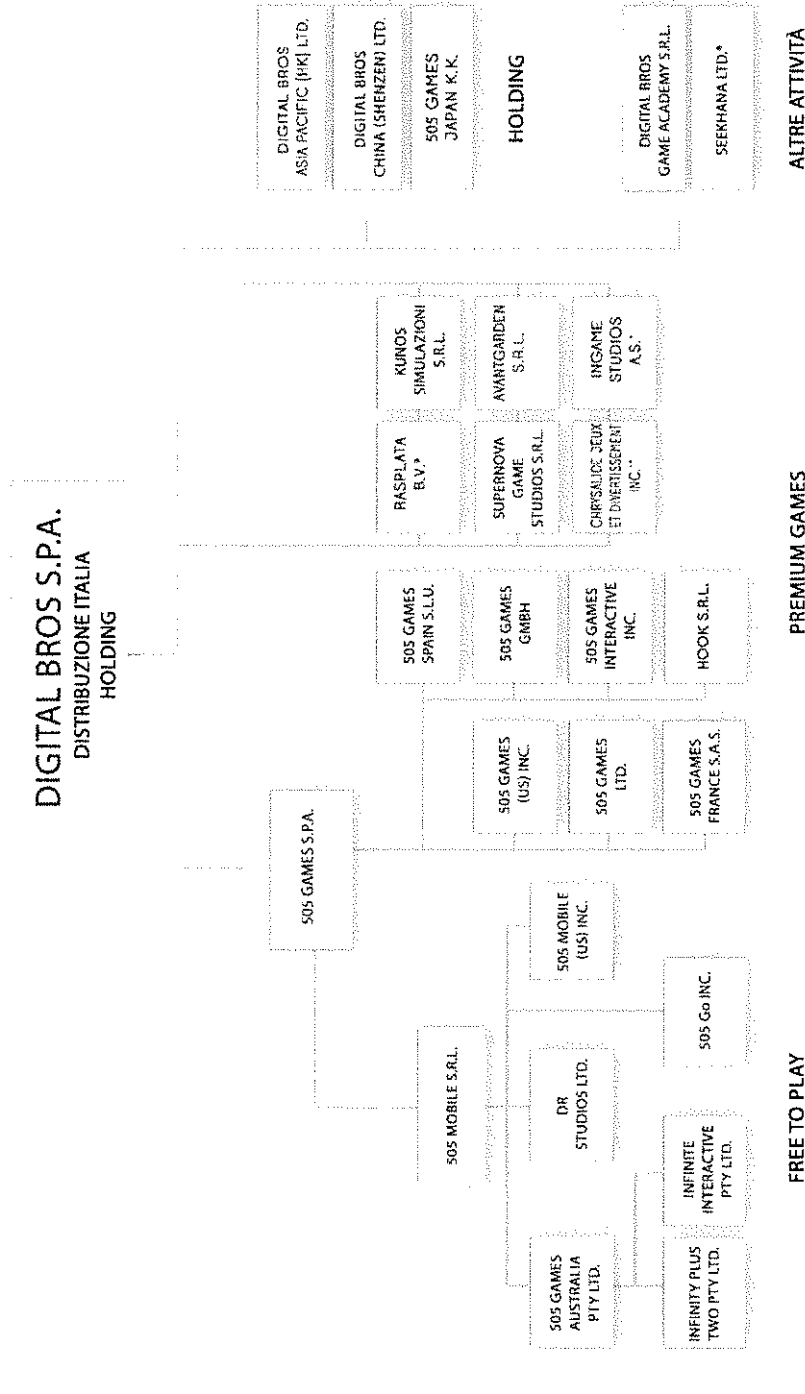 DIGITAL BROS S.P.A.
DISTRIBUZIONE ITALIA
HOLDING
505 GAMES S.P.A.
505 MOBILE S.R.L.
505 GAMES
AUSTRALIA
PTY LTD.
DR
STUDIOS LTD.
505 MOBILE
(US) INC.
INFINITY PLUS
TWO PTY LTD.
INFINITE
INTERACTIVE
PTY LTD.
505 Go INC.
FREE TO PLAY
505 GAMES
(US) INC.
505 GAMES
LTD.
505 GAMES
FRANCE S.A.S.
505 GAMES
SPAIN S.L.U.
505 GAMES
GMBH
505 GAMES
INTERACTIVE
INC.
HOOK S.R.L.
RASPLATA
B.V.*
SUPERNOVA
GAME
STUDIOS S.R.L.
CHRYSALIDE JEUX
ET DIVERTISSEMENT
INC.*
KUNOS
SIMULAZIONI
S.R.L.
AVANTGARDEN
S.R.L.
INGAME
STUDIOS
A.S.*
PREMIUM GAMES
DIGITAL BROS
ASIA PACIFIC (HK) LTD.
DIGITAL BROS
CHINA (SHENZEN) LTD.
505 GAMES
JAPAN K.K.
HOLDING
DIGITAL BROS
GAME ACADEMY S.R.L.
SEEKHANA LTD.*
ALTRE ATTIVITÀ